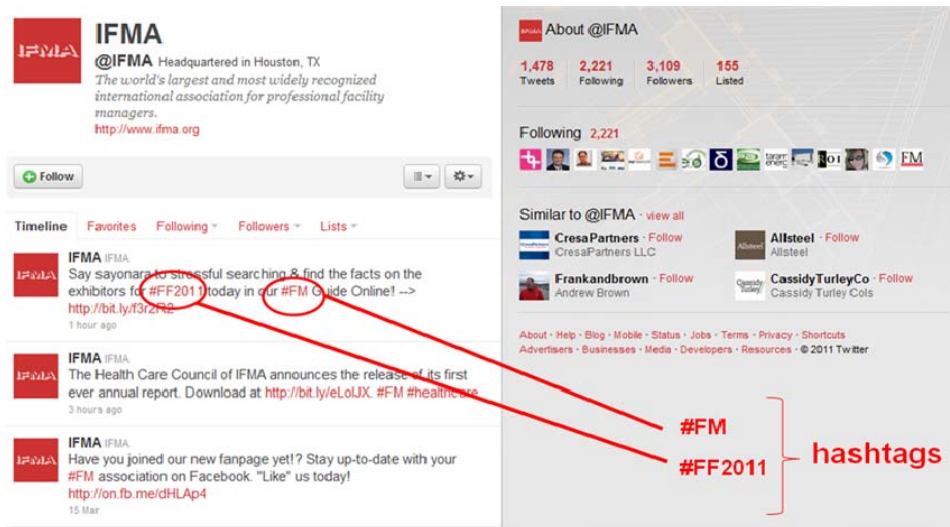 IFMA
IFMA
@IFMA Headquartered in Houston, TX
The world's largest and most widely recognized
international association for professional facility
managers.
http://www.ifma.org
Follow
Timeline Favorites Following Followers Lists
IFMA
IFMA IFMA
Say sayonara to stressful searching & find the facts on the
exhibitors for #FF2011 today in our #FM Guide Online! -->
http://bit.ly/f3r2R2
1 hour ago
IFMA
IFMA IFMA
The Health Care Council of IFMA announces the release of its first
ever annual report. Download at http://bit.ly/eLolJX. #FM #healthcare
3 hours ago
IFMA
IFMA IFMA
Have you joined our new fanpage yet!? Stay up-to-date with your
#FM association on Facebook. "Like" us today!
http://on.fb.me/dHLAp4
15 Mar
About @IFMA
1,478 2,221 3,109 155
Tweets Following Followers Listed
Following 2,221
ROI FM
Similar to @IFMA · view all
CresaPartners · Follow
CresaPartners LLC
Allsteel
Allsteel · Follow
Allsteel
Frankandbrown · Follow
Andrew Brown
Cassidy
Turley
CassidyTurleyCo · Follow
Cassidy Turley Cols
About · Help · Blog · Mobile · Status · Jobs · Terms · Privacy · Shortcuts
Advertisers · Businesses · Media · Developers · Resources · © 2011 Twitter
#FM
#FF2011
hashtags